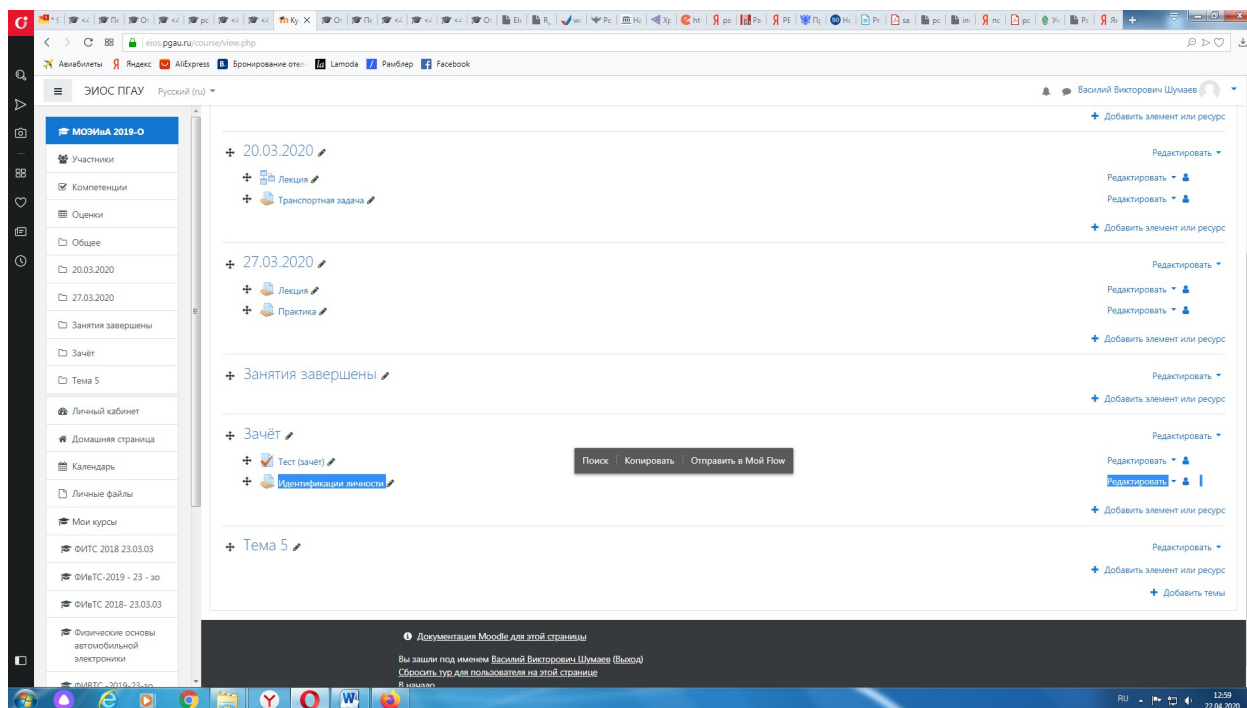 eios.pgau.ru/course/view.php
Авиабилеты Яндекс AliExpress Бронирование отел Lamoda Рамблер Facebook
ЭИОС ПГАУ Русский (ru) Василий Викторович Шумаев
Добавить элемент или ресурс
МОЭИвА 2019-О
Участники
Компетенции
Оценки
Общее
20.03.2020
27.03.2020
Занятия завершены
Зачёт
Тема 5
Личный кабинет
Домашняя страница
Календарь
Личные файлы
Мои курсы
ФИТС 2018 23.03.03
ФИвТС-2019 - 23 - зо
ФИвТС 2018- 23.03.03
Физические основы
автомобильной
электроники
ФИВТС -2019-23-зо
20.03.2020 Редактировать
Лекция Редактировать
Транспортная задача Редактировать
Добавить элемент или ресурс
27.03.2020 Редактировать
Лекция Редактировать
Практика Редактировать
Добавить элемент или ресурс
Занятия завершены Редактировать
Добавить элемент или ресурс
Зачёт Редактировать
Поиск Копировать Отправить в Мой Flow
Тест (зачёт) Редактировать
Идентификации личности Редактировать
Добавить элемент или ресурс
Тема 5 Редактировать
Добавить элемент или ресурс
Добавить темы
Документация Moodle для этой страницы
Вы зашли под именем Василий Викторович Шумаев (Выход)
Сбросить тур для пользователя на этой странице
В начало
RU 12:59
22.04.2020